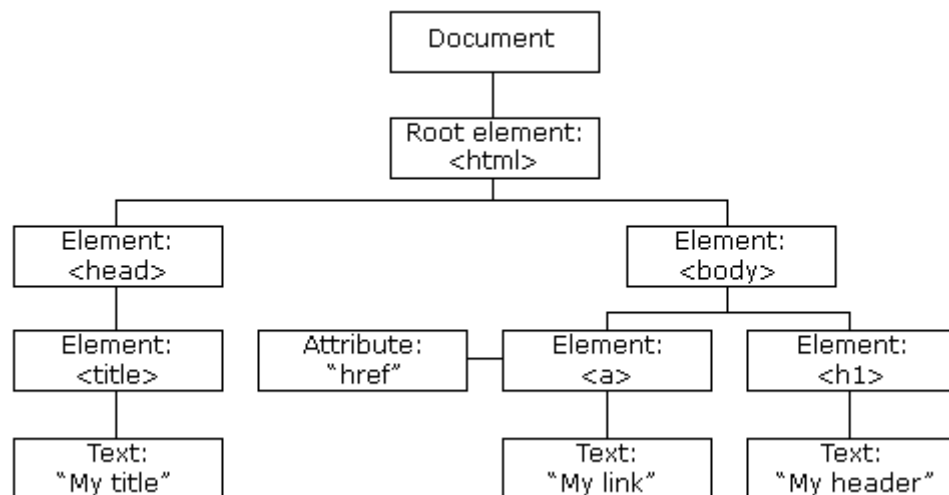 Document
Root element:
<html>
Element:
<head>
Element:
<body>
Element:
<title>
Attribute:
“href”
Element:
<a>
Element:
<h1>
Text:
“My title”
Text:
“My link”
Text:
“My header”